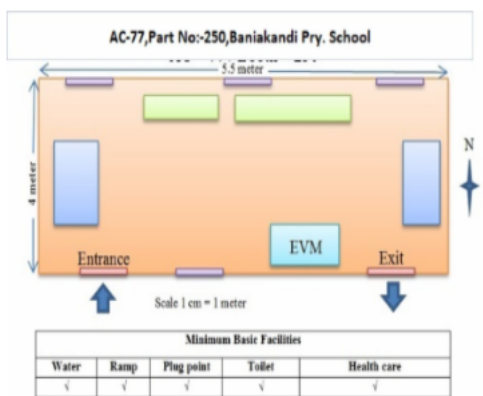 AC-77,Part No:-250,Baniakandi Pry. School
5.5 meter
4 meter
N
EVM
Entrance
Exit
Scale 1 cm = 1 meter
Minimum Basic Facilities
Water Ramp Plug point Toilet Health care
√ √ √ √ √